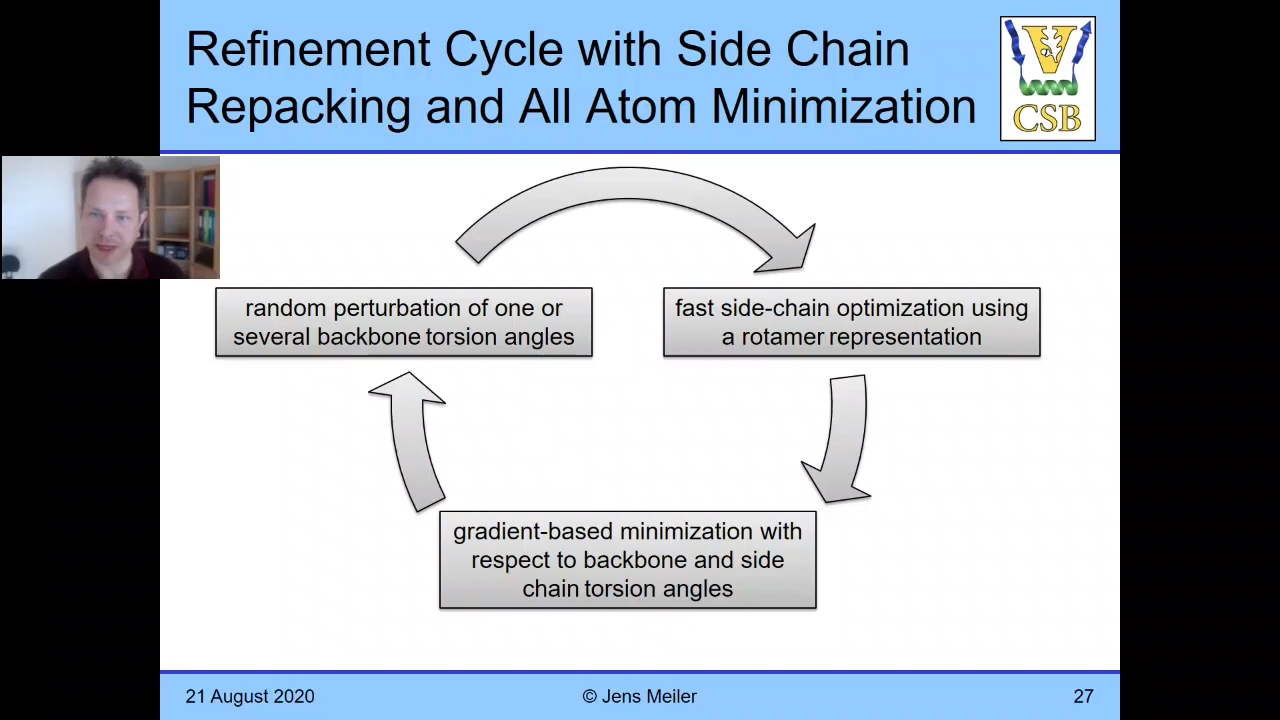 Refinement Cycle with Side Chain
Repacking and All Atom Minimization
CSB
random perturbation of one or
several backbone torsion angles
fast side-chain optimization using
a rotamer representation
gradient-based minimization with
respect to backbone and side
chain torsion angles
21 August 2020
© Jens Meiler
27